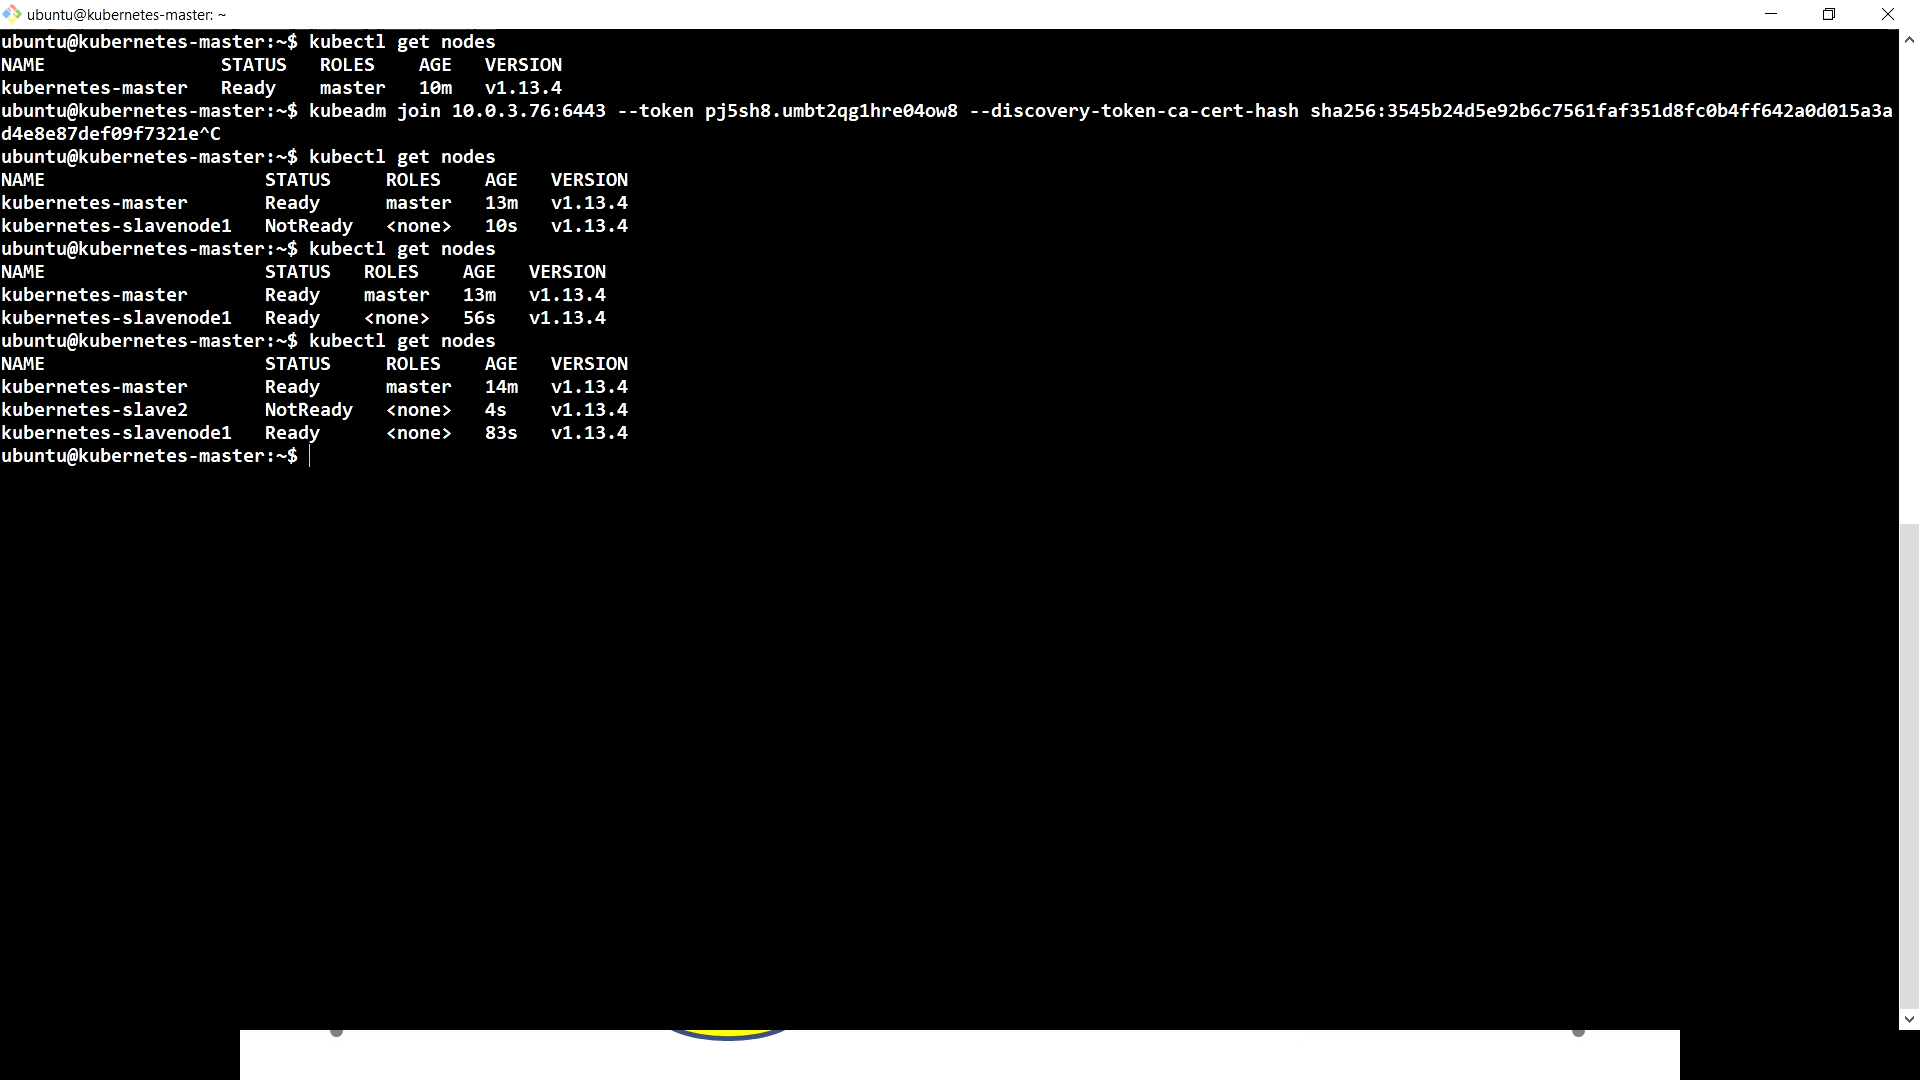 ubuntu@kubernetes-master: ~
ubuntu@kubernetes-master:~$ kubectl get nodes
NAME                STATUS   ROLES    AGE   VERSION
kubernetes-master   Ready    master   10m   v1.13.4
ubuntu@kubernetes-master:~$ kubeadm join 10.0.3.76:6443 --token pj5sh8.umbt2qg1hre04ow8 --discovery-token-ca-cert-hash sha256:3545b24d5e92b6c7561faf351d8fc0b4ff642a0d015a3a
d4e8e87def09f7321e^C
ubuntu@kubernetes-master:~$ kubectl get nodes
NAME                    STATUS     ROLES    AGE   VERSION
kubernetes-master       Ready      master   13m   v1.13.4
kubernetes-slavenode1   NotReady   <none>   10s   v1.13.4
ubuntu@kubernetes-master:~$ kubectl get nodes
NAME                    STATUS   ROLES    AGE   VERSION
kubernetes-master       Ready    master   13m   v1.13.4
kubernetes-slavenode1   Ready    <none>   56s   v1.13.4
ubuntu@kubernetes-master:~$ kubectl get nodes
NAME                    STATUS     ROLES    AGE   VERSION
kubernetes-master       Ready      master   14m   v1.13.4
kubernetes-slave2       NotReady   <none>   4s    v1.13.4
kubernetes-slavenode1   Ready      <none>   83s   v1.13.4
ubuntu@kubernetes-master:~$